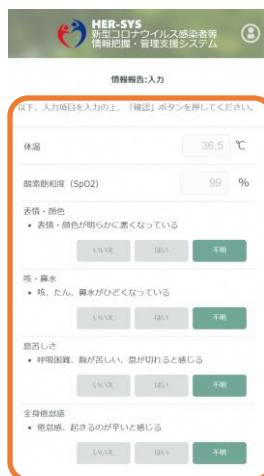 HER-SYS
新型コロナウイルス感染者等
情報把握・管理支援システム
情報報告:入力
以下、入力項目を入力の上、「確認」ボタンを押してください。
体温 36.5 ℃
酸素飽和度（SpO2） 99 %
表情・顔色
• 表情・顔色が明らかに悪くなっている
いいえ はい 不明
咳・鼻水
• 咳、たん、鼻水がひどくなっている
いいえ はい 不明
息苦しさ
• 呼吸困難、胸が苦しい、息が切れると感じる
いいえ はい 不明
全身倦怠感
• 倦怠感、起きるのが辛いと感じる
いいえ はい 不明